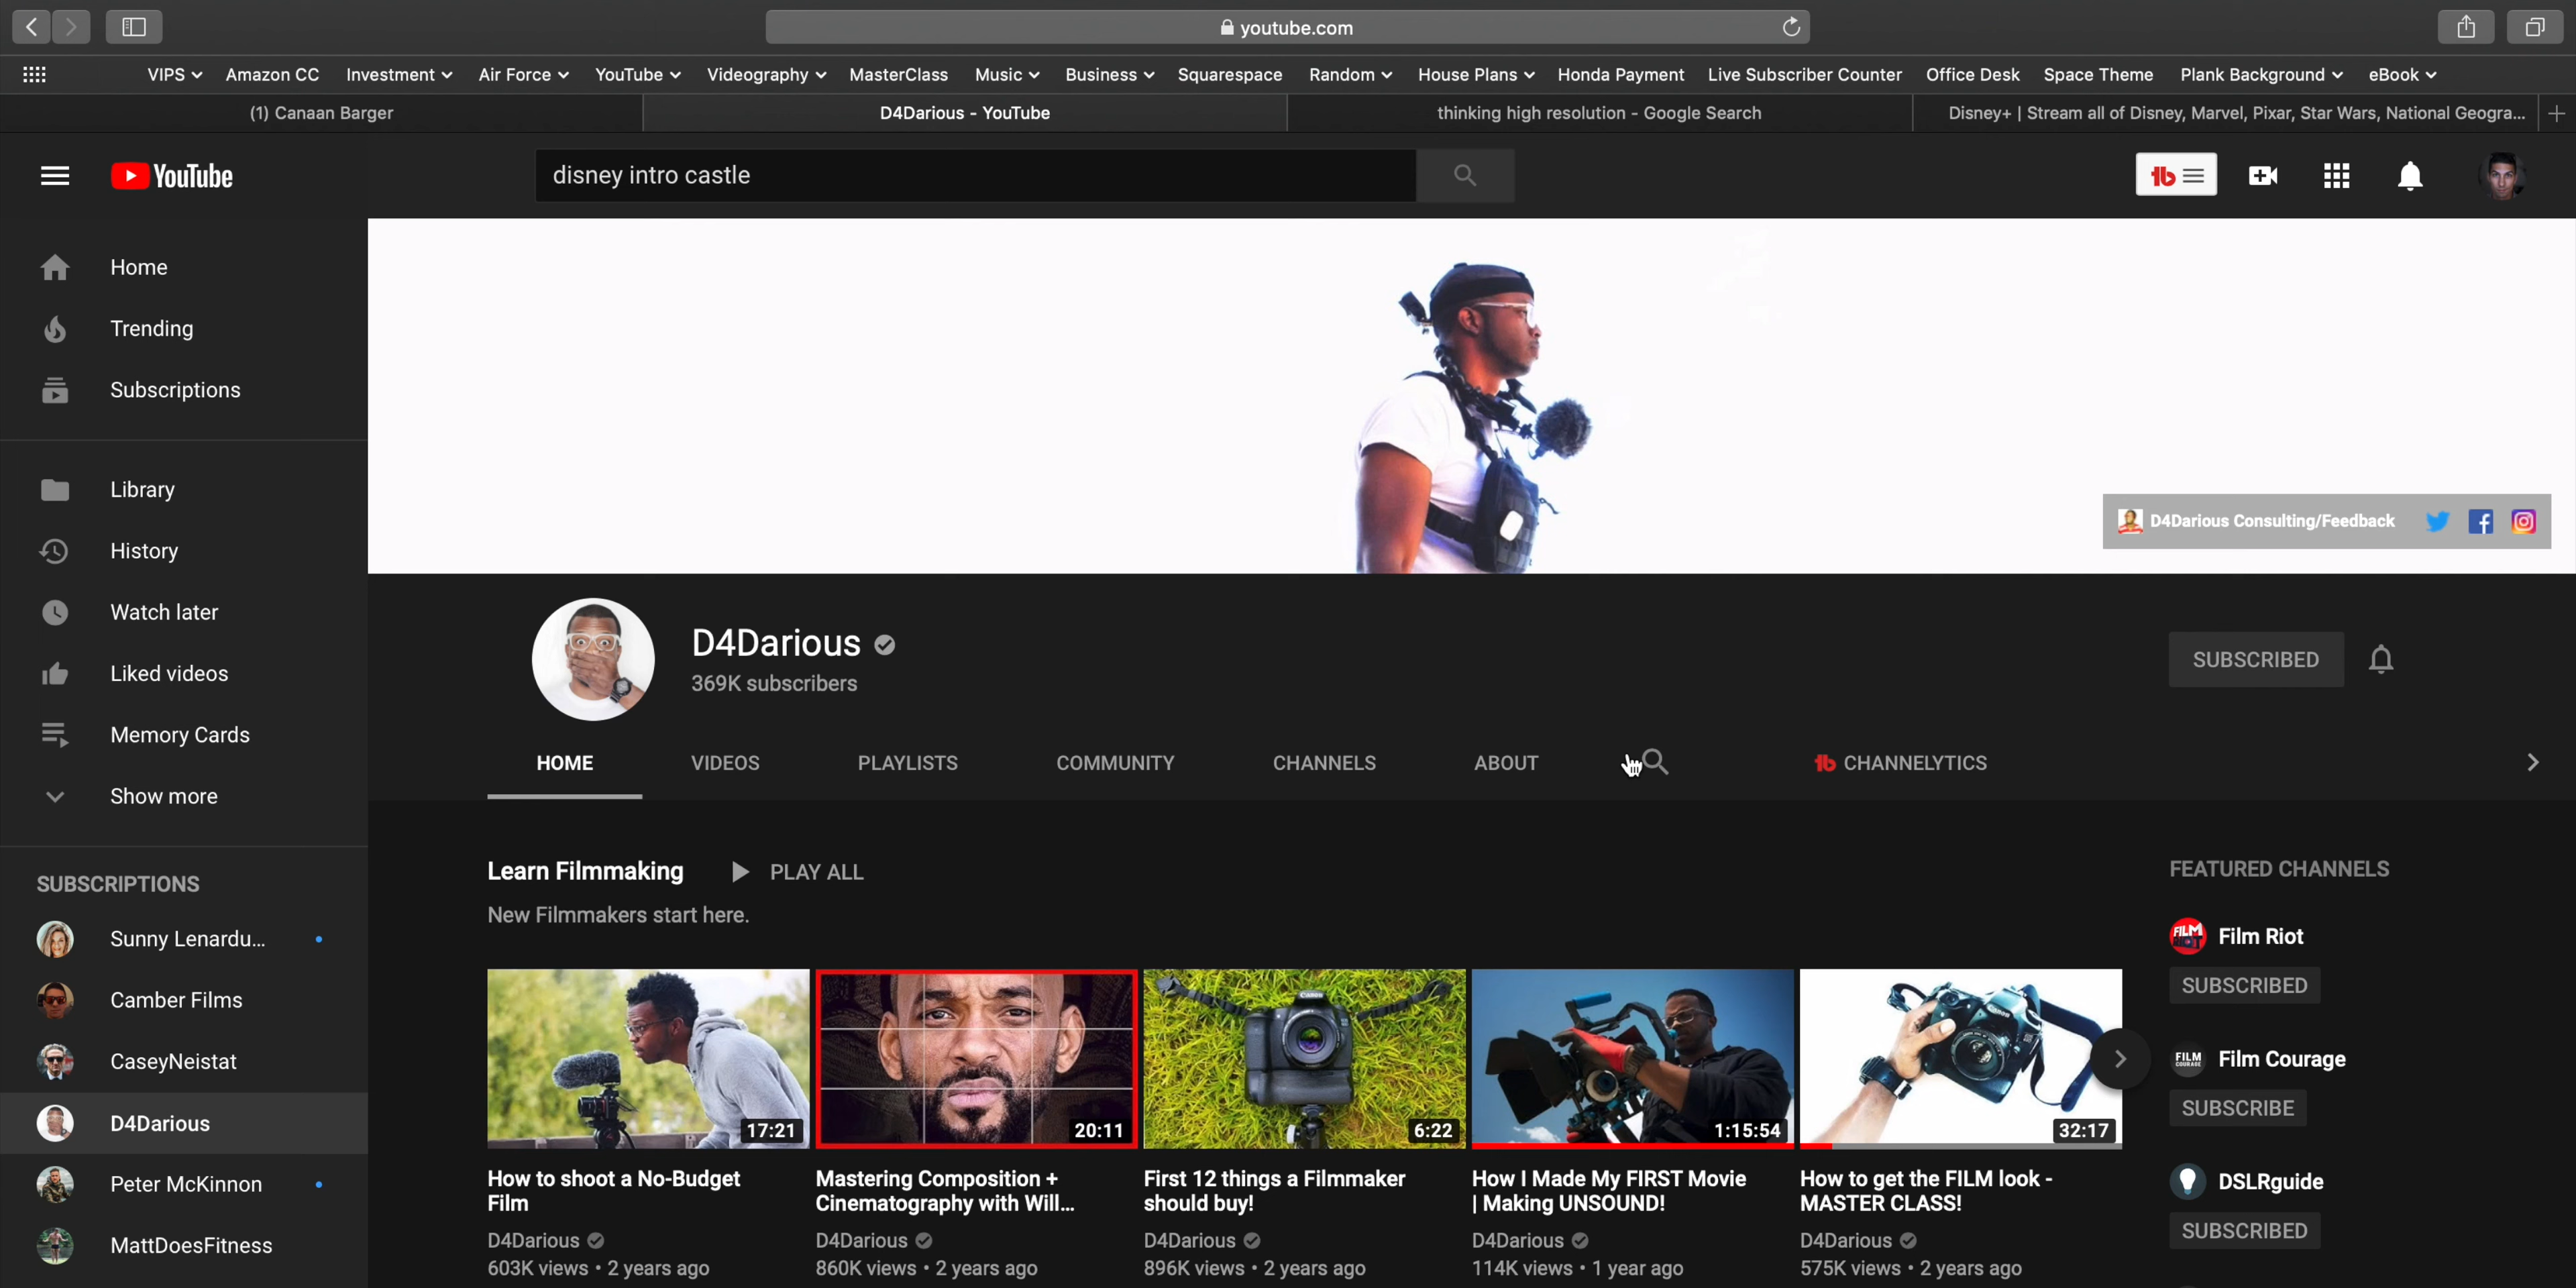 youtube.com
VIPS Amazon CC Investment Air Force YouTube Videography MasterClass Music Business Squarespace Random House Plans Honda Payment Live Subscriber Counter Office Desk Space Theme Plank Background eBook
(1) Canaan Barger D4Darious - YouTube thinking high resolution - Google Search Disney+ | Stream all of Disney, Marvel, Pixar, Star Wars, National Geogra...
YouTube
disney intro castle
tb
Home
Trending
Subscriptions
Library
History
Watch later
Liked videos
Memory Cards
Show more
SUBSCRIPTIONS
Sunny Lenardu...
Camber Films
CaseyNeistat
D4Darious
Peter McKinnon
MattDoesFitness
D4Darious Consulting/Feedback
D4Darious
369K subscribers
SUBSCRIBED
HOME VIDEOS PLAYLISTS COMMUNITY CHANNELS ABOUT tb CHANNELYTICS
Learn Filmmaking PLAY ALL
New Filmmakers start here.
17:21
How to shoot a No-Budget
Film
D4Darious
603K views • 2 years ago
20:11
Mastering Composition +
Cinematography with Will...
D4Darious
860K views • 2 years ago
Canon
6:22
First 12 things a Filmmaker
should buy!
D4Darious
896K views • 2 years ago
1:15:54
How I Made My FIRST Movie
| Making UNSOUND!
D4Darious
114K views • 1 year ago
32:17
How to get the FILM look -
MASTER CLASS!
D4Darious
575K views • 2 years ago
FEATURED CHANNELS
FILM
RIOT
Film Riot
SUBSCRIBED
FILM
COURAGE
Film Courage
SUBSCRIBE
DSLRguide
SUBSCRIBED